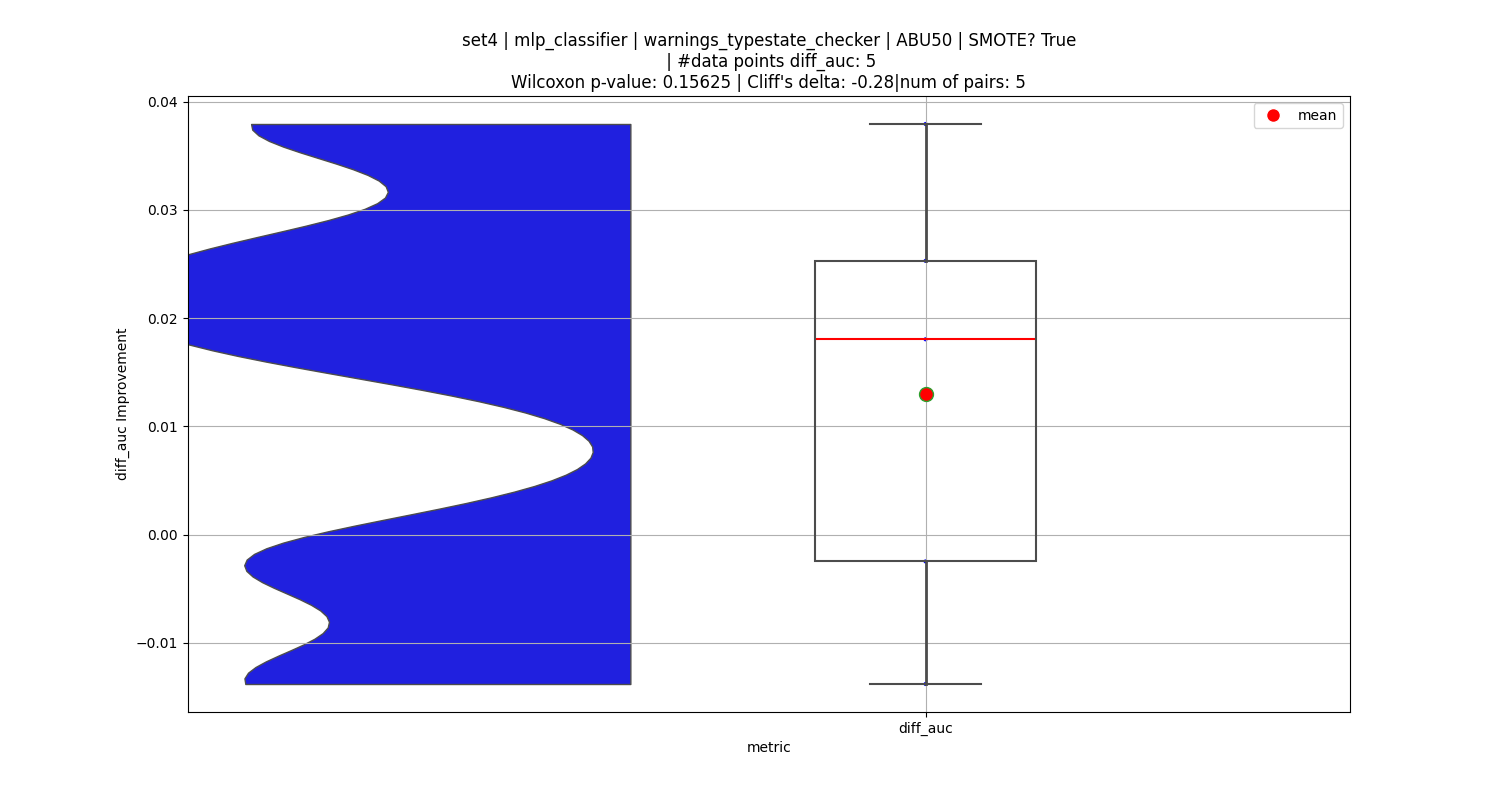 set4 | mlp_classifier | warnings_typestate_checker | ABU50 | SMOTE? True
| #data points diff_auc: 5
Wilcoxon p-value: 0.15625 | Cliff's delta: -0.28|num of pairs: 5
mean
0.04
0.03
0.02
0.01
0.00
−0.01
diff_auc Improvement
diff_auc
metric